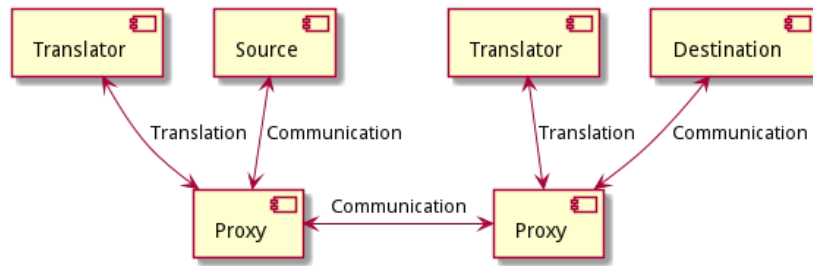 Translator
Source
Translator
Destination
Translation
Communication
Translation
Communication
Proxy
Communication
Proxy